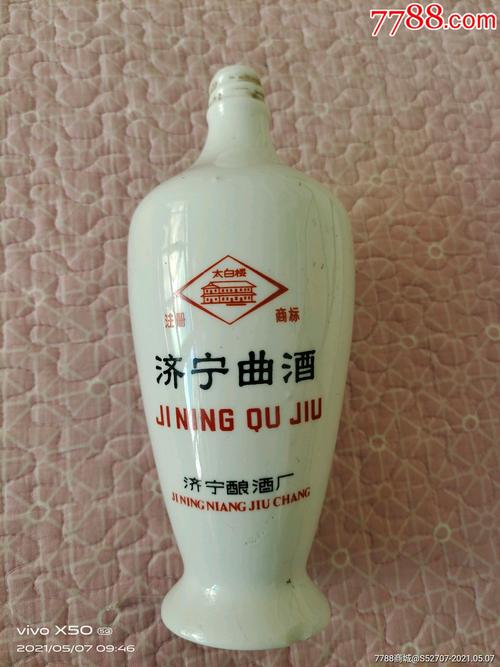 7788.com
太白楼
注册 商标
济宁曲酒
JI NING QU JIU
济宁酿酒厂
JI NING NIANG JIU CHANG
vivo X50 5G
2021/05/07 09:46
7788商城@S52707-2021.05.07